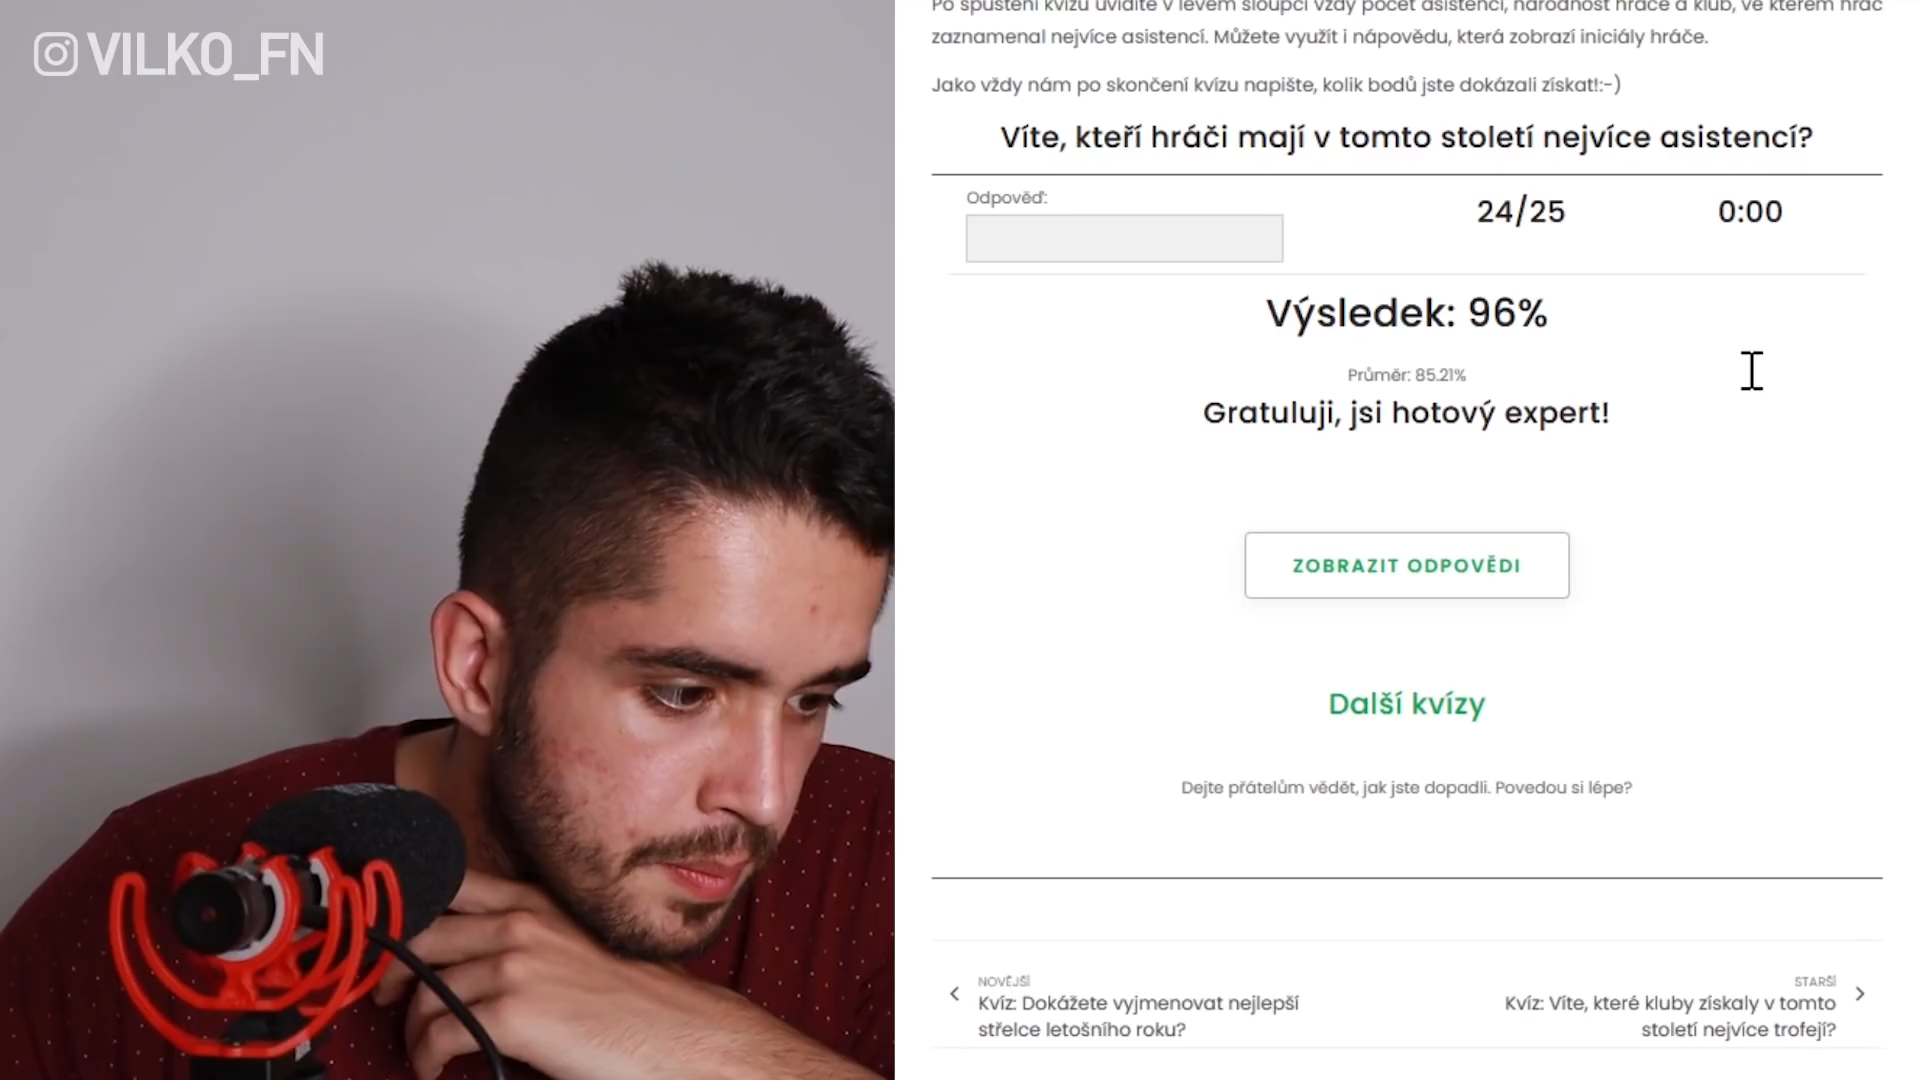 VILKO_FN
Po spuštění kvízu uvidíte v levém sloupci vždy počet asistencí, národnost hráče a klub, ve kterém hráč
zaznamenal nejvíce asistencí. Můžete využít i nápovědu, která zobrazí iniciály hráče.
Jako vždy nám po skončení kvízu napište, kolik bodů jste dokázali získat!:-)
Víte, kteří hráči mají v tomto století nejvíce asistencí?
Odpověď:
24/25
0:00
Výsledek: 96%
Průměr: 85.21%
Gratuluji, jsi hotový expert!
ZOBRAZIT ODPOVĚDI
Další kvízy
Dejte přátelům vědět, jak jste dopadli. Povedou si lépe?
NOVĚJŠÍ
Kvíz: Dokážete vyjmenovat nejlepší
střelce letošního roku?
STARŠÍ
Kvíz: Víte, které kluby získaly v tomto
století nejvíce trofejí?